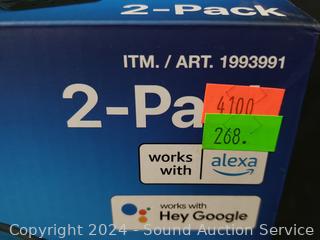 2-Pack
ITM. / ART. 1993991
2-Pa
4100
268.
works with
alexa
works with
Hey Google
Copyright 2024 - Sound Auction Service